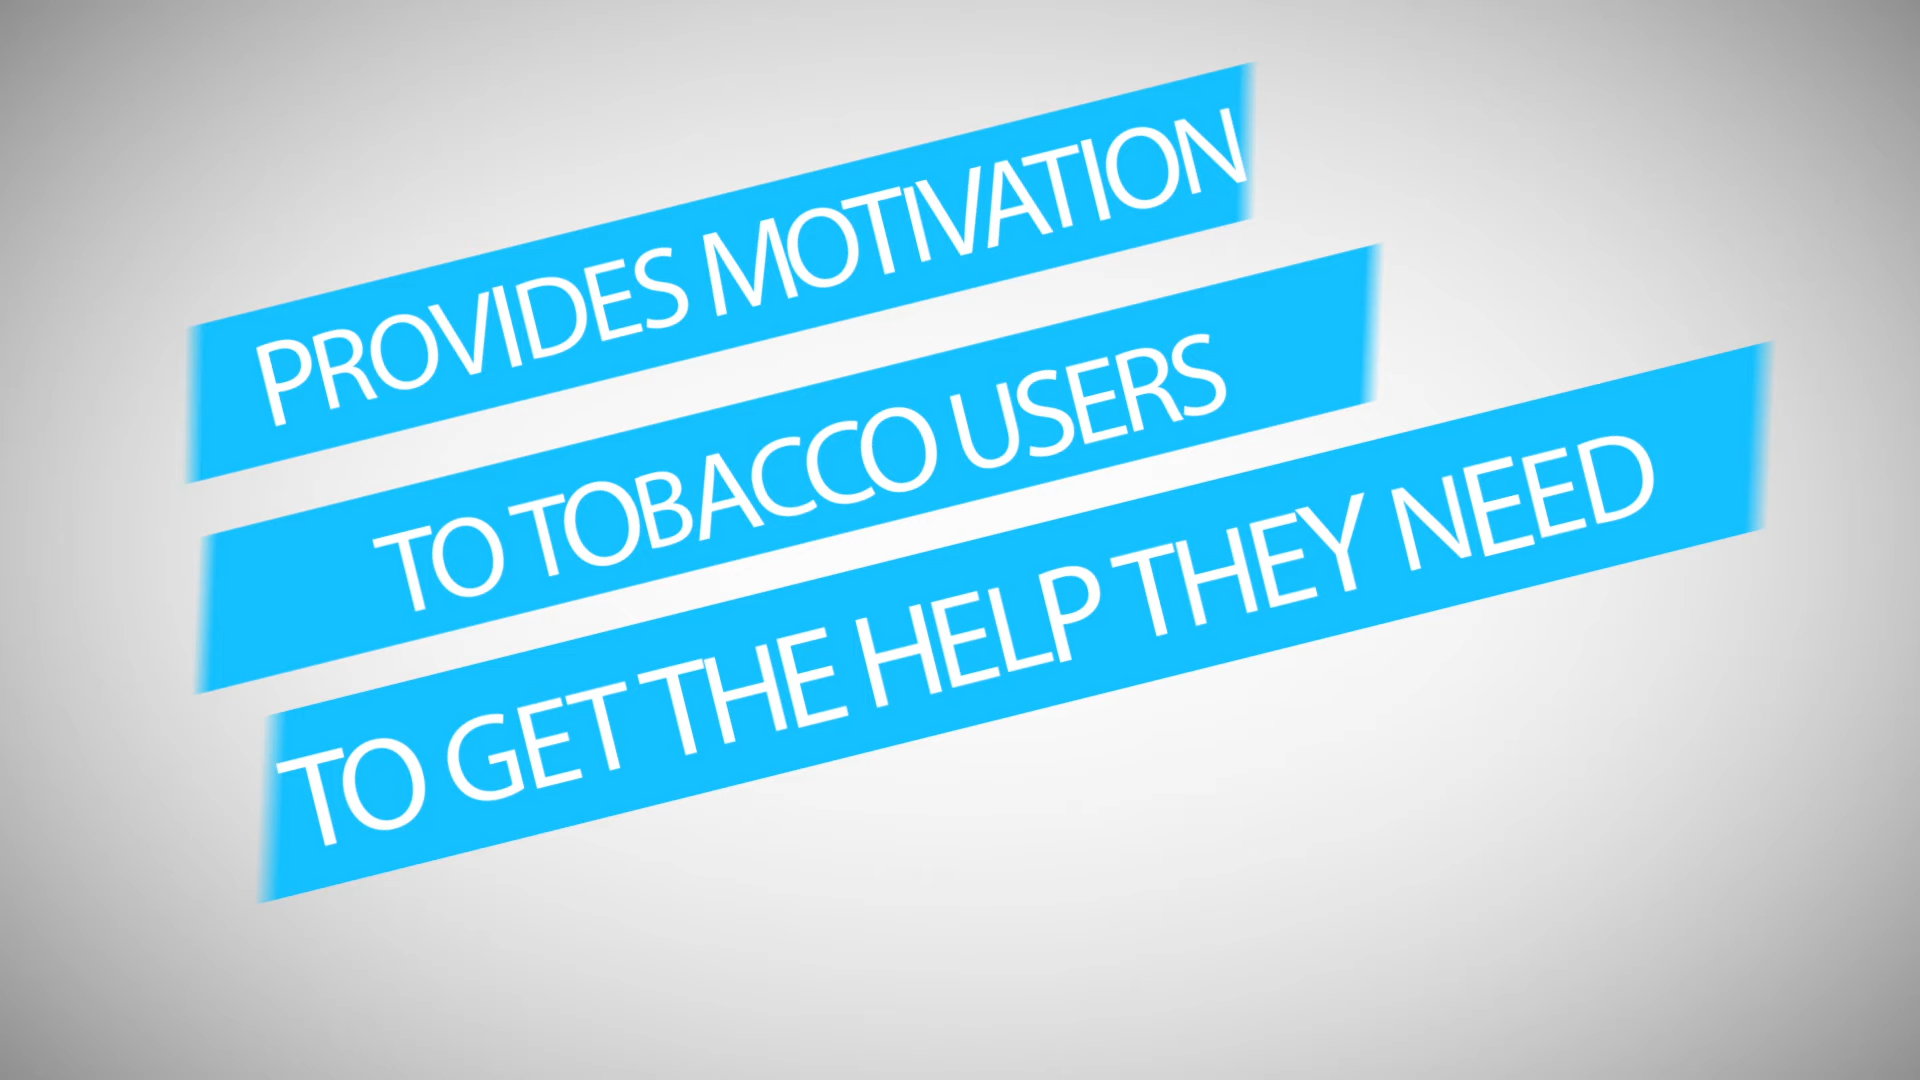 PROVIDES MOTIVATION
TO TOBACCO USERS
TO GET THE HELP THEY NEED